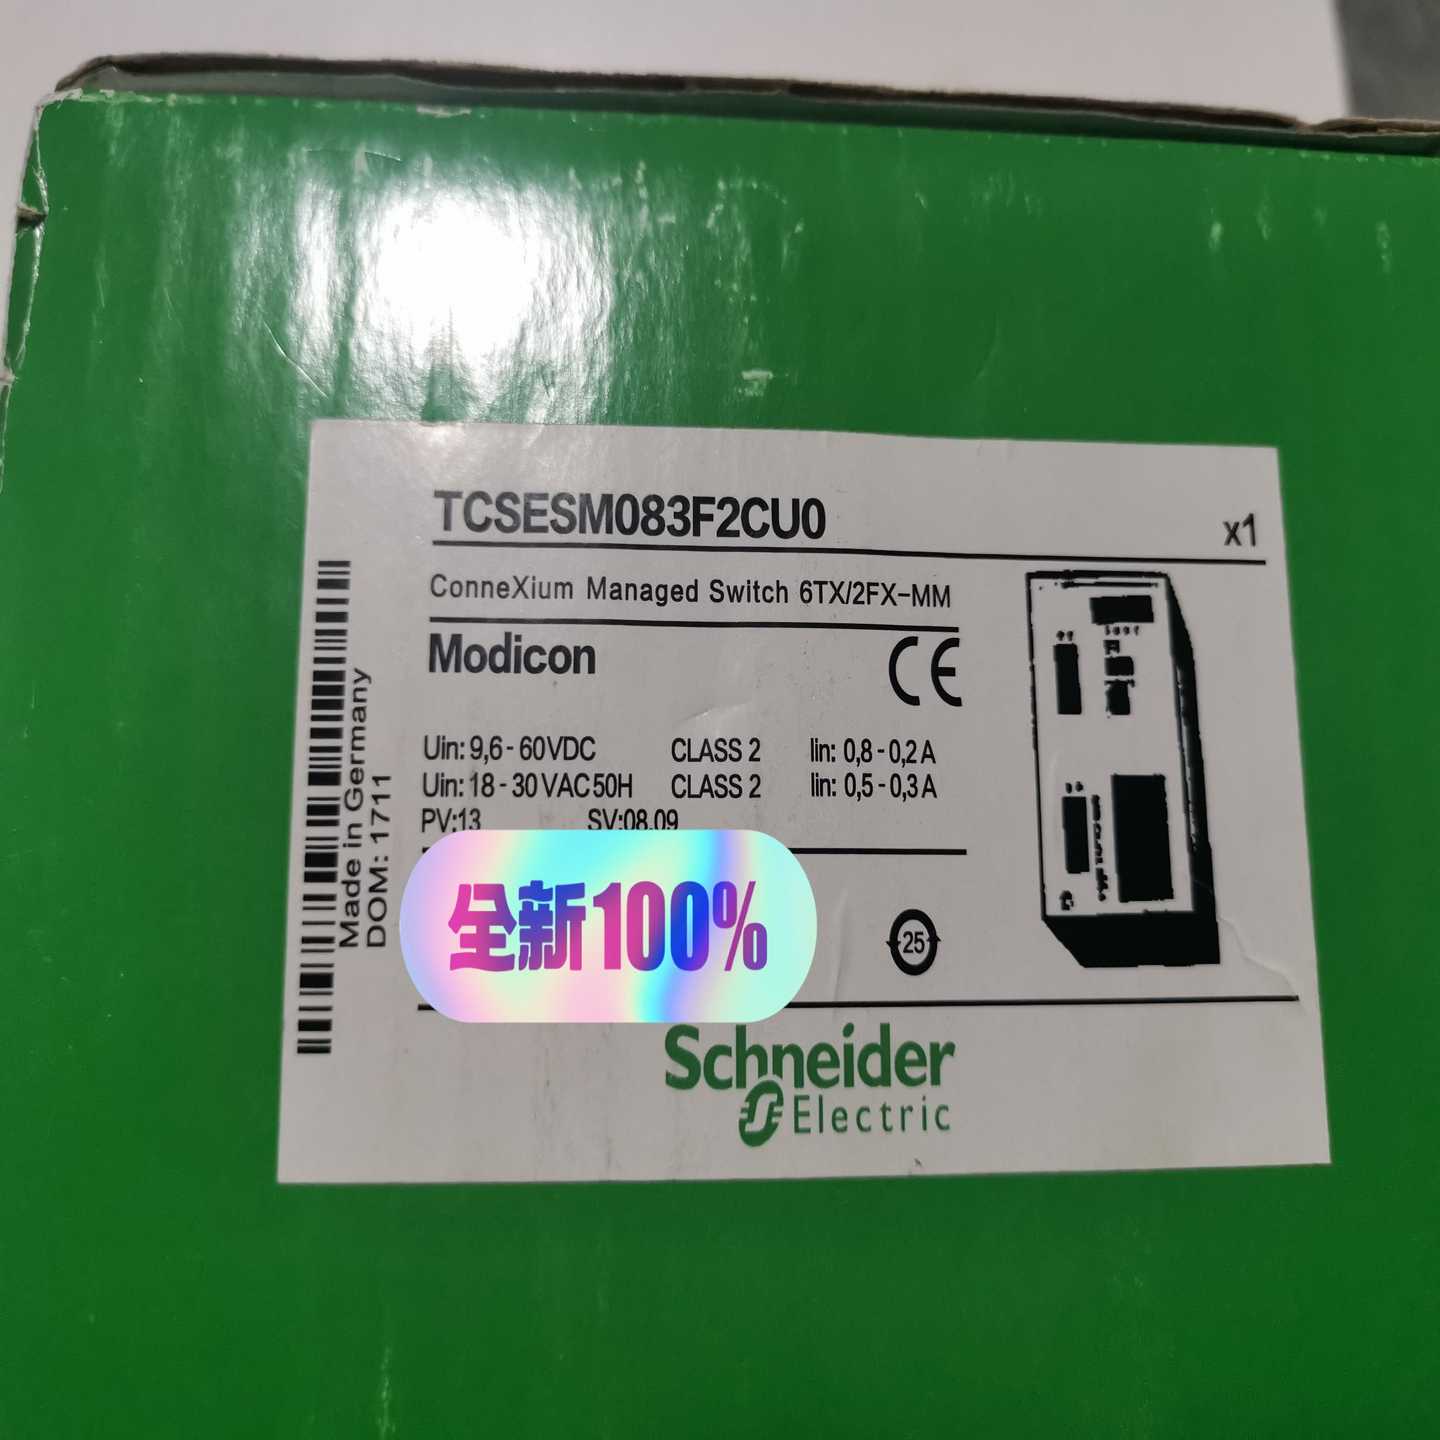 TCSESM083F2CU0
x1
ConneXium Managed Switch 6TX/2FX-MM
Modicon
CE
Uin: 9,6 - 60VDC CLASS 2 Iin: 0,8 - 0,2 A
Uin: 18 - 30 VAC 50H CLASS 2 Iin: 0,5 - 0,3 A
PV:13 SV:08.09
Made in Germany
DOM: 1711
全新100%
25
Schneider
Electric